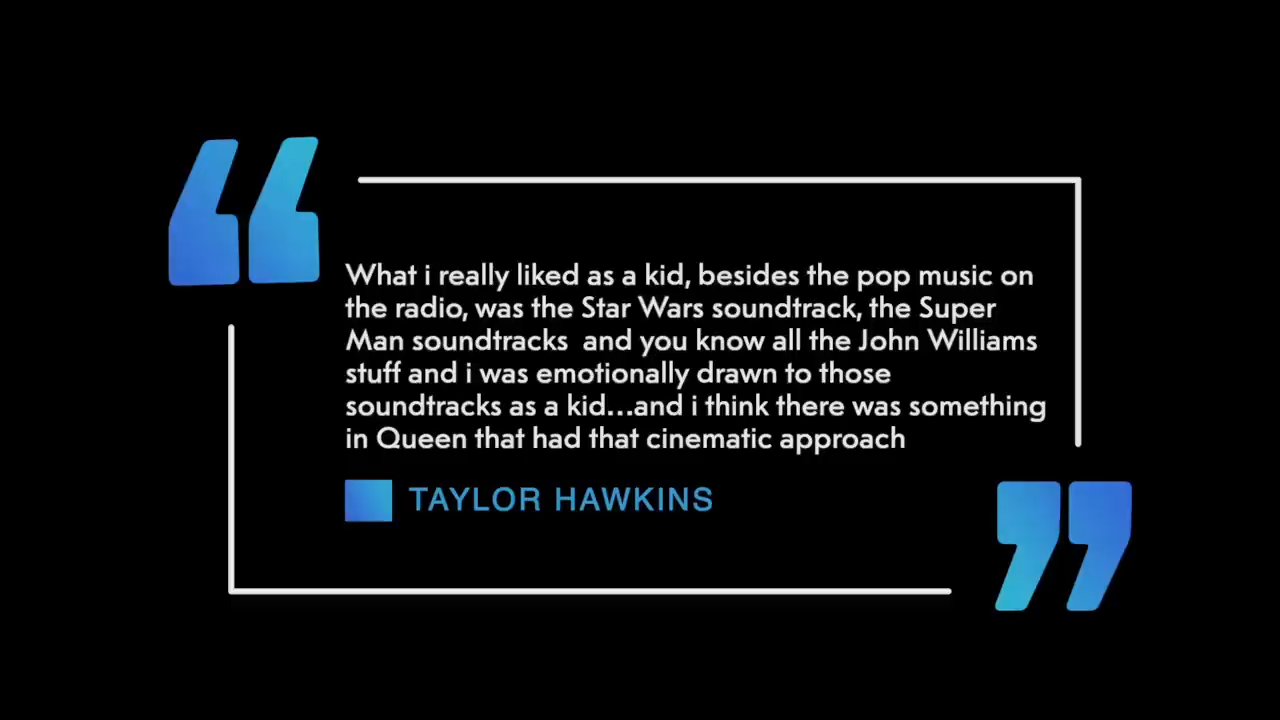 What i really liked as a kid, besides the pop music on
the radio, was the Star Wars soundtrack, the Super
Man soundtracks  and you know all the John Williams
stuff and i was emotionally drawn to those
soundtracks as a kid...and i think there was something
in Queen that had that cinematic approach
TAYLOR HAWKINS